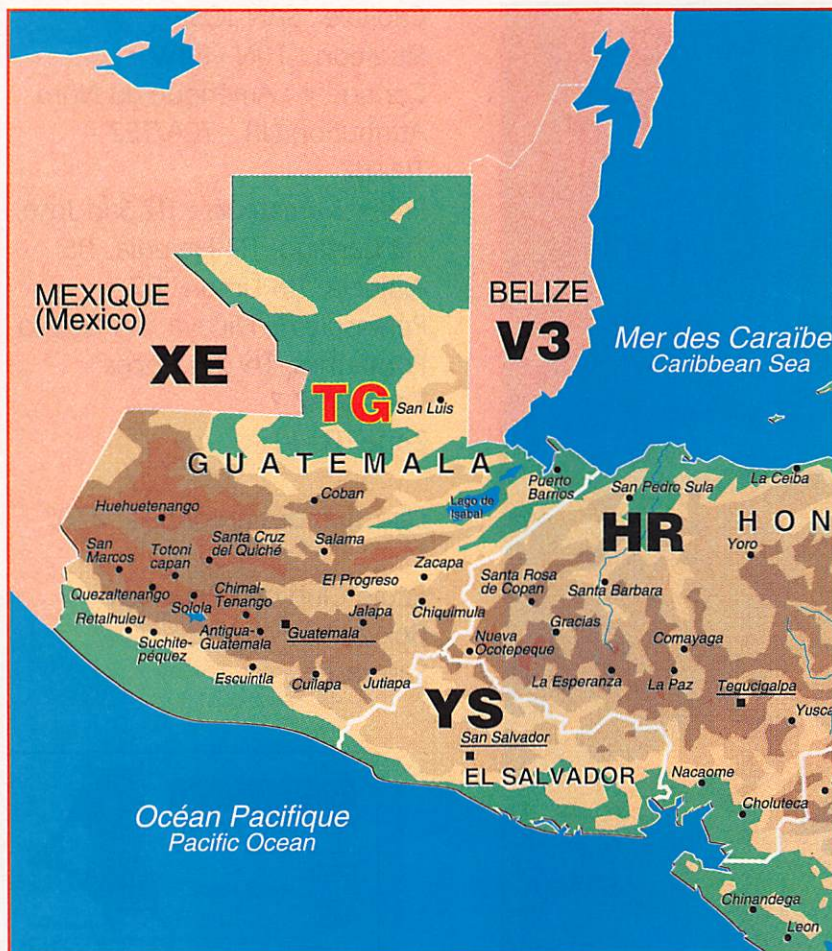 MEXIQUE
(Mexico)
XE
BELIZE
V3
Mer des Caraïbe
Caribbean Sea
TG
San Luis
GUATEMALA
Puerto
Barrios
La Ceiba
Lago de
Isabal
San Pedro Sula
Coban
Huehuetenango
HR
HON
Santa Cruz
del Quiché
Salama
Yoro
San
Marcos
Totoni
capan
Zacapa
El Progreso
Santa Rosa
de Copan
Santa Barbara
Quezaltenango
Solola
Chimal-
Tenango
Chiquimula
Jalapa
Retalhuleu
Suchite-
péquez
Antigua-
Guatemala
Guatemala
Gracias
Nueva
Ocotepeque
Comayaga
Escuintla
Cuilapa
Jutiapa
La Esperanza
La Paz
Tegucigalpa
YS
Yusca
San Salvador
EL SALVADOR
Nacaome
Choluteca
Océan Pacifique
Pacific Ocean
Chinandega
Leon